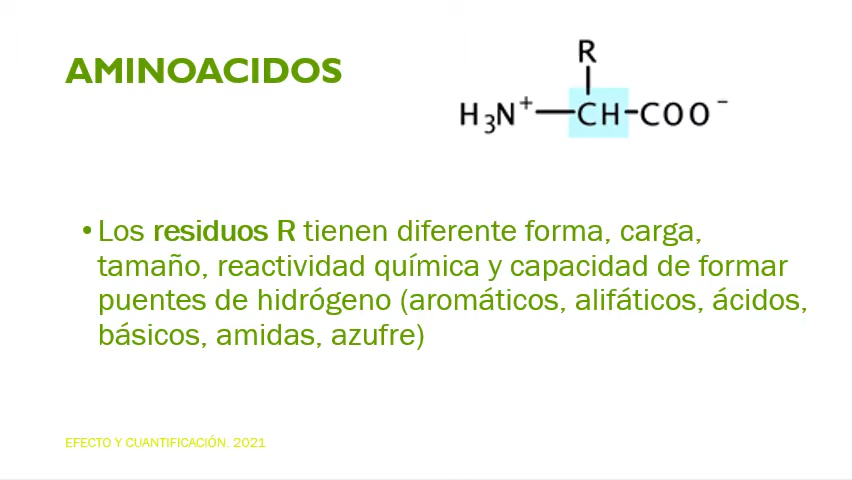 AMINOACIDOS
R
H3N+—CH–COO−
• Los residuos R tienen diferente forma, carga,
tamaño, reactividad química y capacidad de formar
puentes de hidrógeno (aromáticos, alifáticos, ácidos,
básicos, amidas, azufre)
EFECTO Y CUANTIFICACIÓN. 2021